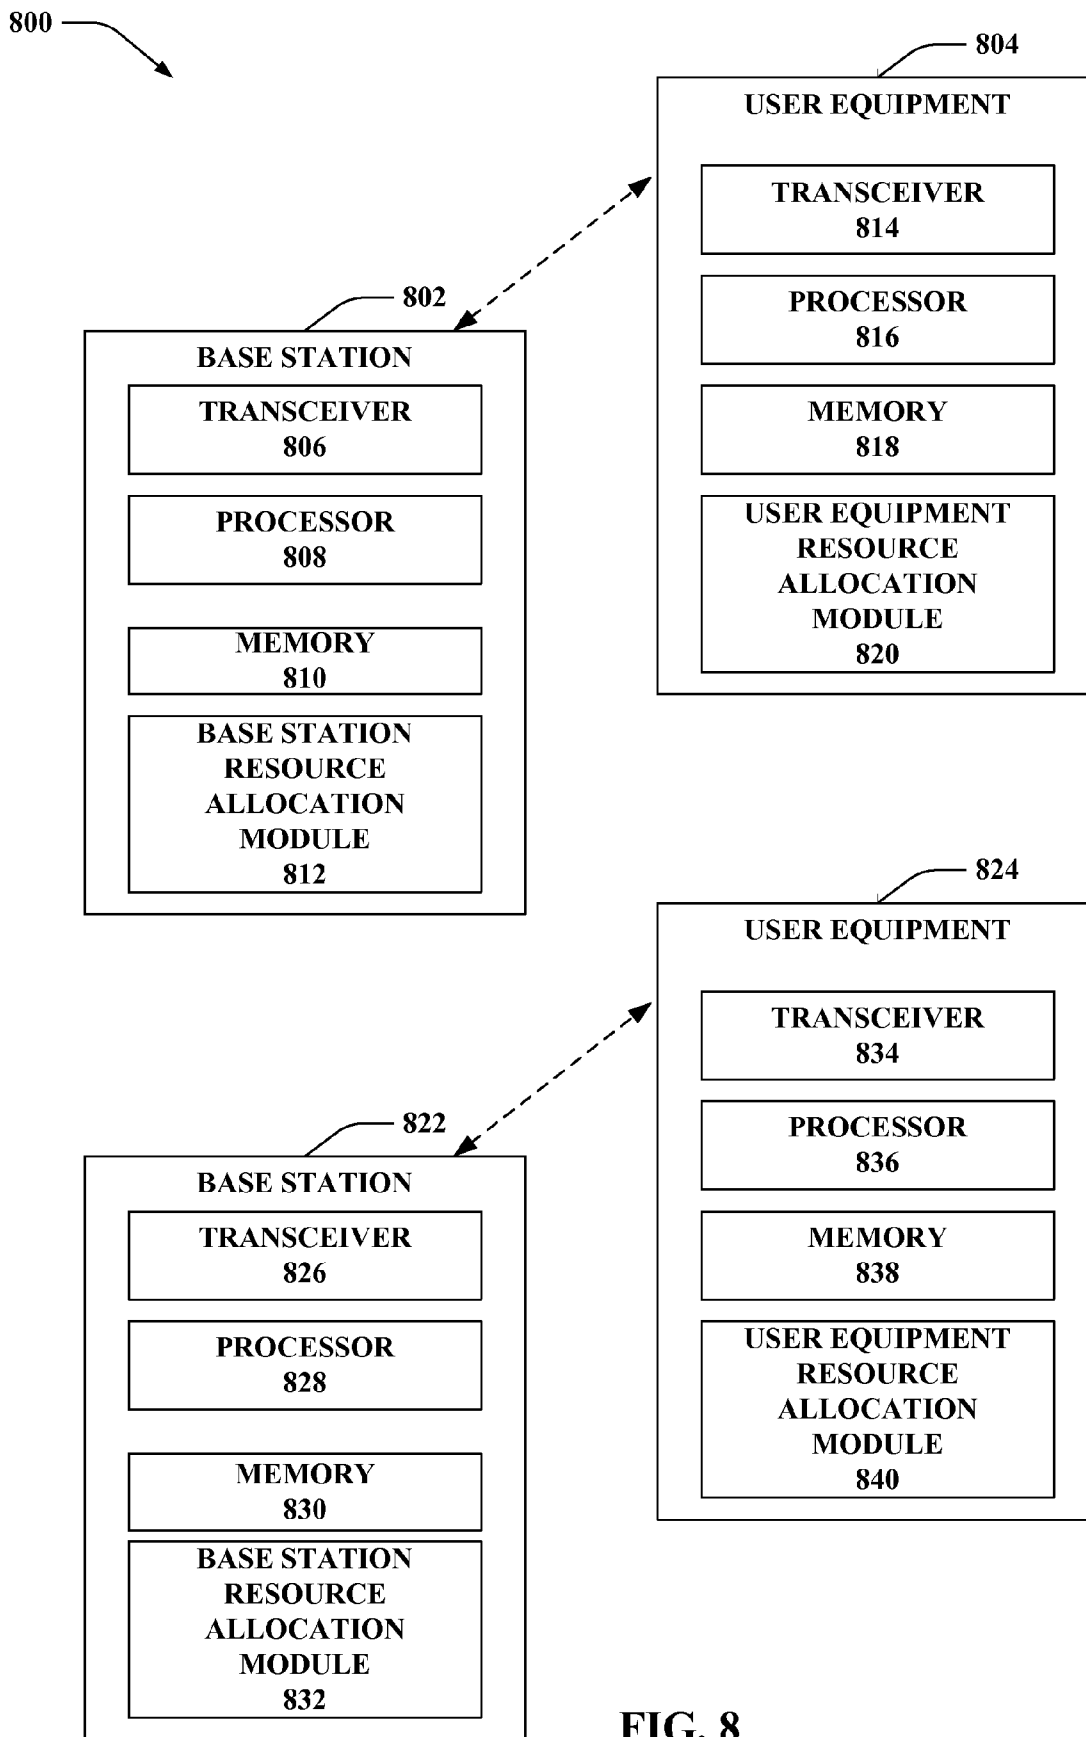 800
804
USER EQUIPMENT
TRANSCEIVER
814
PROCESSOR
816
MEMORY
818
USER EQUIPMENT
RESOURCE
ALLOCATION
MODULE
820
802
BASE STATION
TRANSCEIVER
806
PROCESSOR
808
MEMORY
810
BASE STATION
RESOURCE
ALLOCATION
MODULE
812
824
USER EQUIPMENT
TRANSCEIVER
834
PROCESSOR
836
MEMORY
838
USER EQUIPMENT
RESOURCE
ALLOCATION
MODULE
840
822
BASE STATION
TRANSCEIVER
826
PROCESSOR
828
MEMORY
830
BASE STATION
RESOURCE
ALLOCATION
MODULE
832
FIG. 8